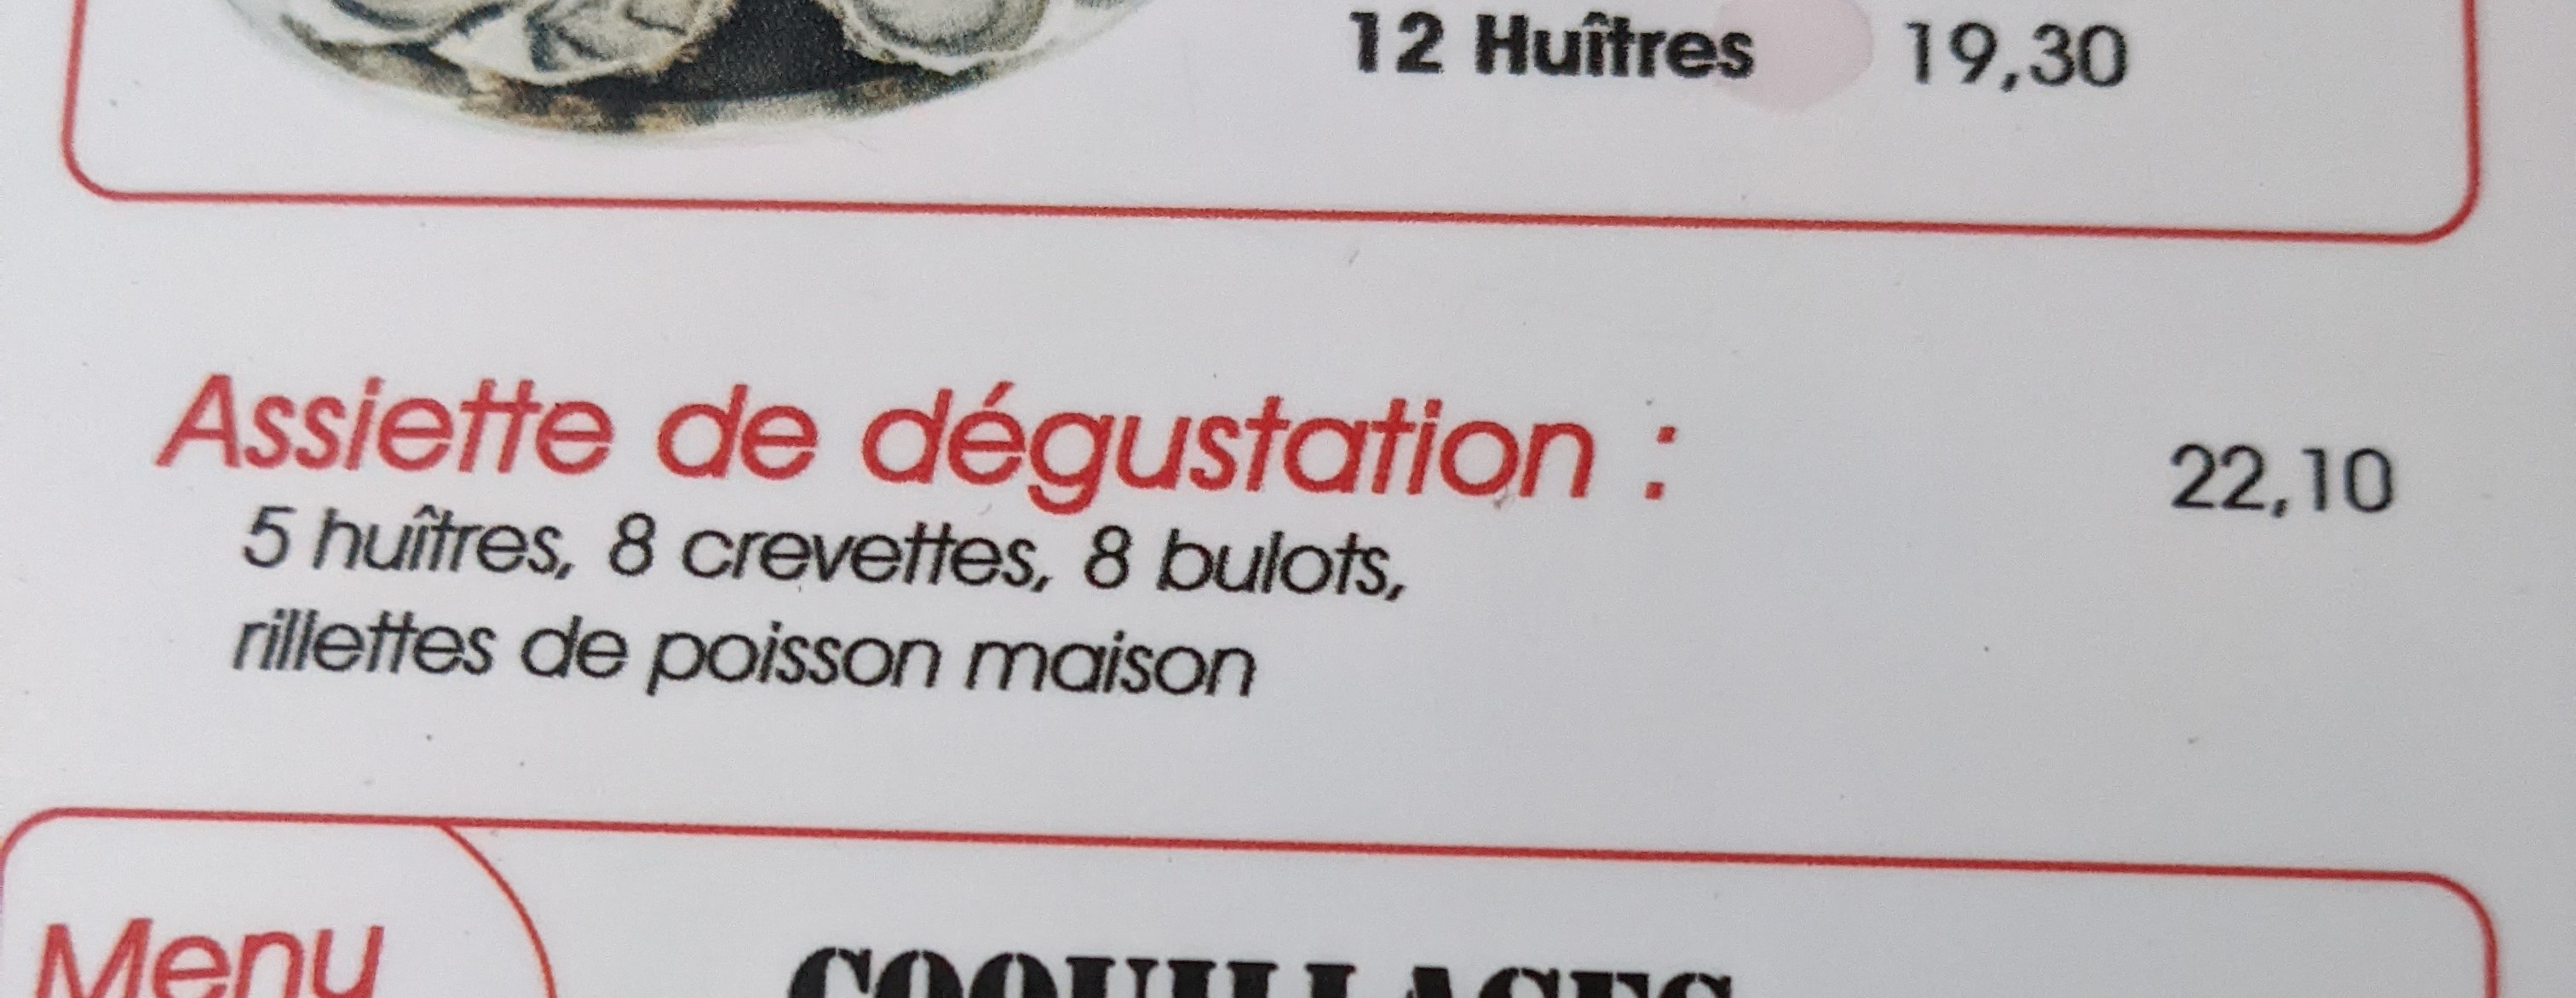 12 Huîtres 19,30
Assiette de dégustation : 22,10
5 huîtres, 8 crevettes, 8 bulots,
rillettes de poisson maison
Menu
COQUILLAGES